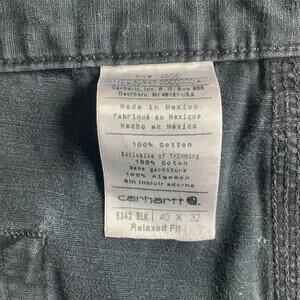 Carhartt, Inc. P.O. Box 600
Dearborn, MI 48121 USA
Made in Mexico
Fabriqué au Mexique
Hecho en México
100% Cotton
Exclusive of Trimming
100% Coton
sans garniture
100% Algodon
Sin incluir adorno
carhartt
B342 BLK | 40 X 32
Relaxed Fit